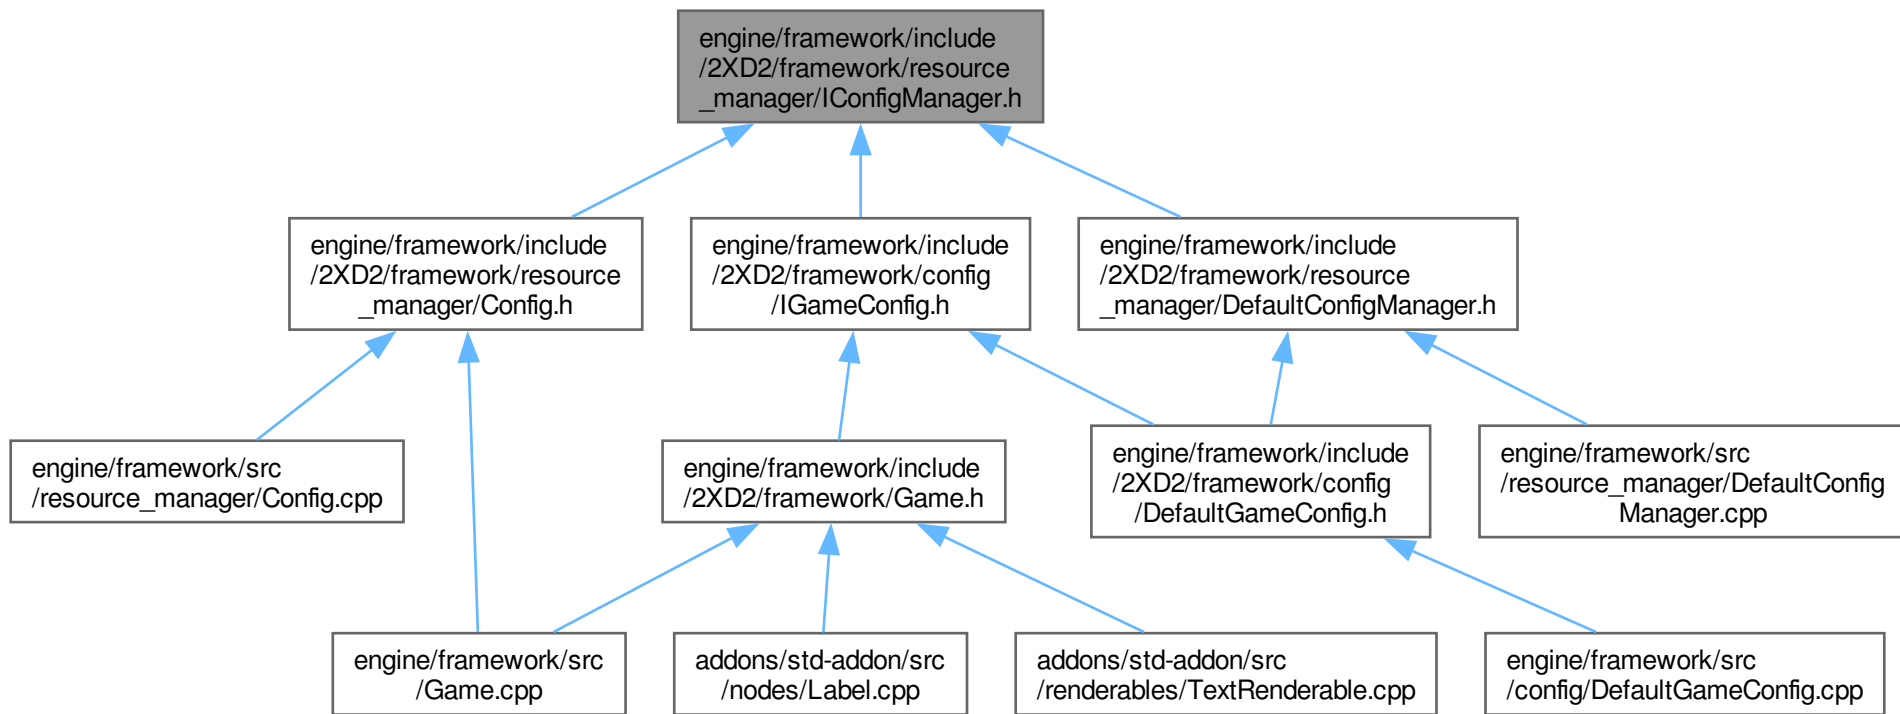 engine/framework/include
/2XD2/framework/resource
_manager/IConfigManager.h
engine/framework/include
/2XD2/framework/resource
_manager/Config.h
engine/framework/include
/2XD2/framework/config
/IGameConfig.h
engine/framework/include
/2XD2/framework/resource
_manager/DefaultConfigManager.h
engine/framework/src
/resource_manager/Config.cpp
engine/framework/include
/2XD2/framework/Game.h
engine/framework/include
/2XD2/framework/config
/DefaultGameConfig.h
engine/framework/src
/resource_manager/DefaultConfig
Manager.cpp
engine/framework/src
/Game.cpp
addons/std-addon/src
/nodes/Label.cpp
addons/std-addon/src
/renderables/TextRenderable.cpp
engine/framework/src
/config/DefaultGameConfig.cpp